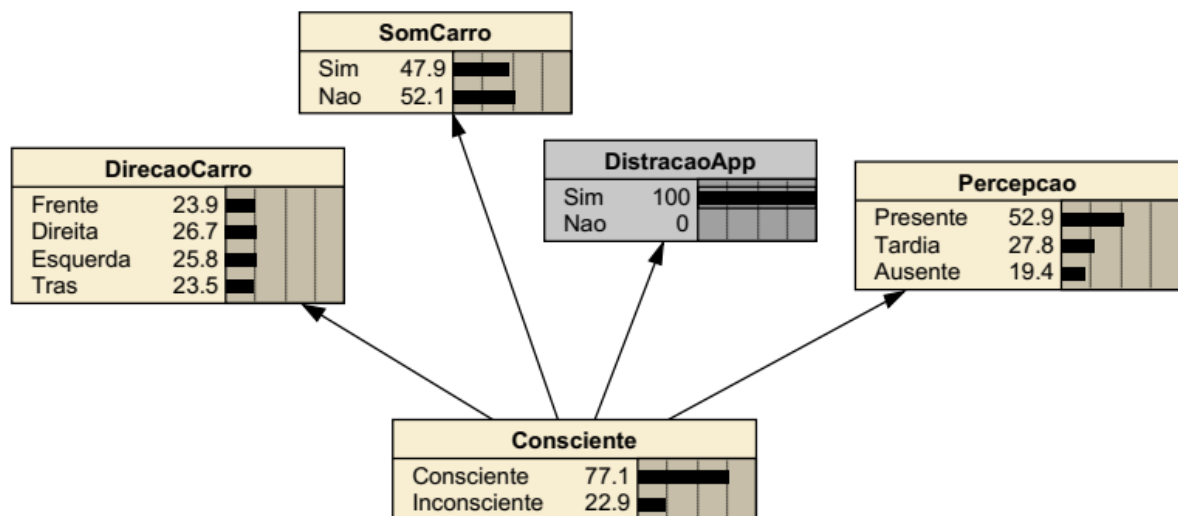 SomCarro
Sim 47.9
Nao 52.1
DirecaoCarro
Frente 23.9
Direita 26.7
Esquerda 25.8
Tras 23.5
DistracaoApp
Sim 100
Nao 0
Percepcao
Presente 52.9
Tardia 27.8
Ausente 19.4
Consciente
Consciente 77.1
Inconsciente 22.9